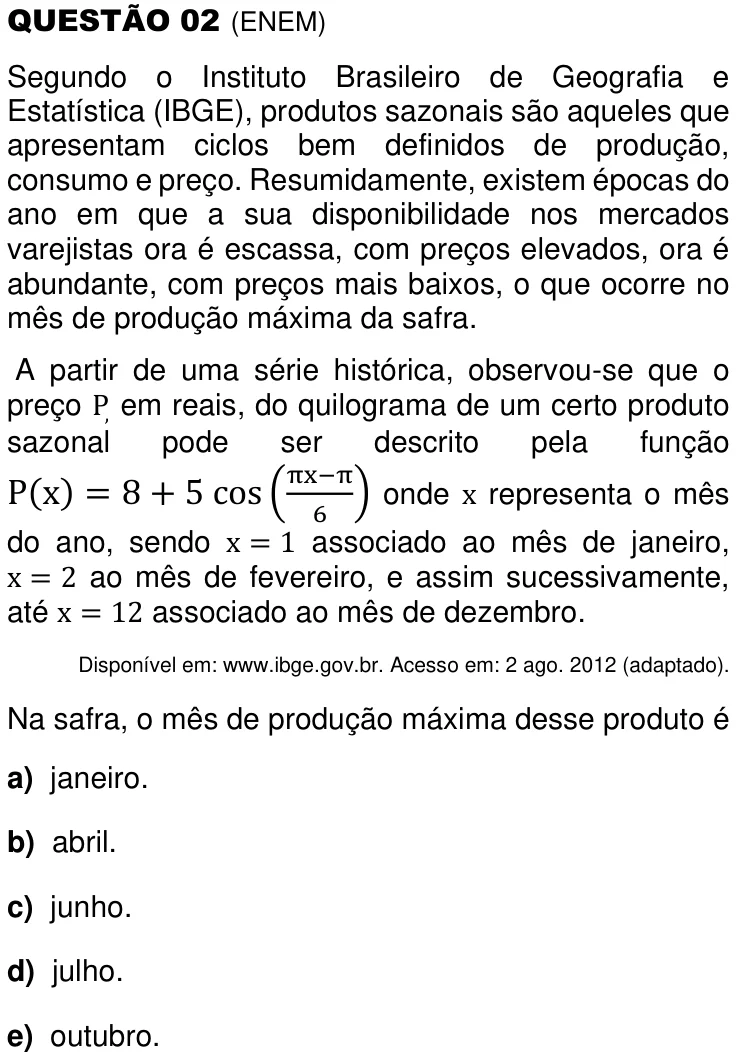 QUESTÃO 02 (ENEM)
Segundo o Instituto Brasileiro de Geografia e
Estatística (IBGE), produtos sazonais são aqueles que
apresentam ciclos bem definidos de produção,
consumo e preço. Resumidamente, existem épocas do
ano em que a sua disponibilidade nos mercados
varejistas ora é escassa, com preços elevados, ora é
abundante, com preços mais baixos, o que ocorre no
mês de produção máxima da safra.
A partir de uma série histórica, observou-se que o
preço P, em reais, do quilograma de um certo produto
sazonal pode ser descrito pela função
P(x) = 8 + 5 cos ((πx−π)/6) onde x representa o mês
do ano, sendo x = 1 associado ao mês de janeiro,
x = 2 ao mês de fevereiro, e assim sucessivamente,
até x = 12 associado ao mês de dezembro.
Disponível em: www.ibge.gov.br. Acesso em: 2 ago. 2012 (adaptado).
Na safra, o mês de produção máxima desse produto é
a) janeiro.
b) abril.
c) junho.
d) julho.
e) outubro.